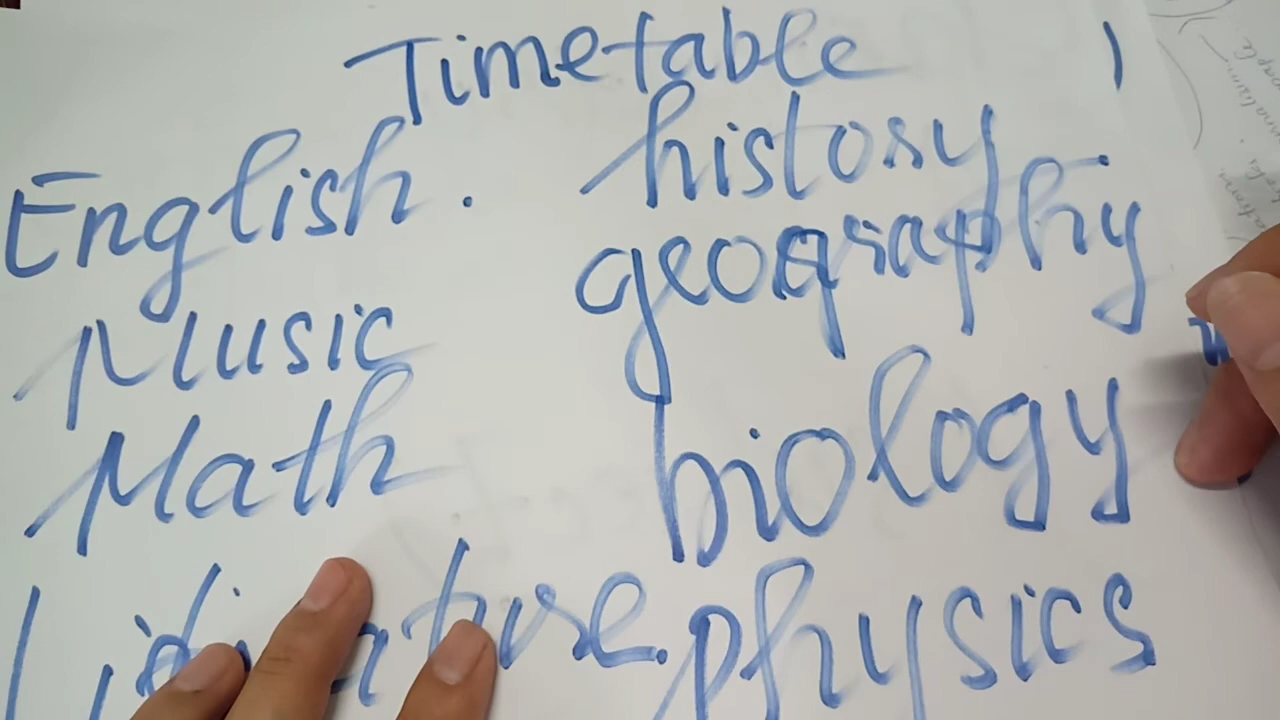 Timetable
English.
Music
Math
history
geography
biology
physics